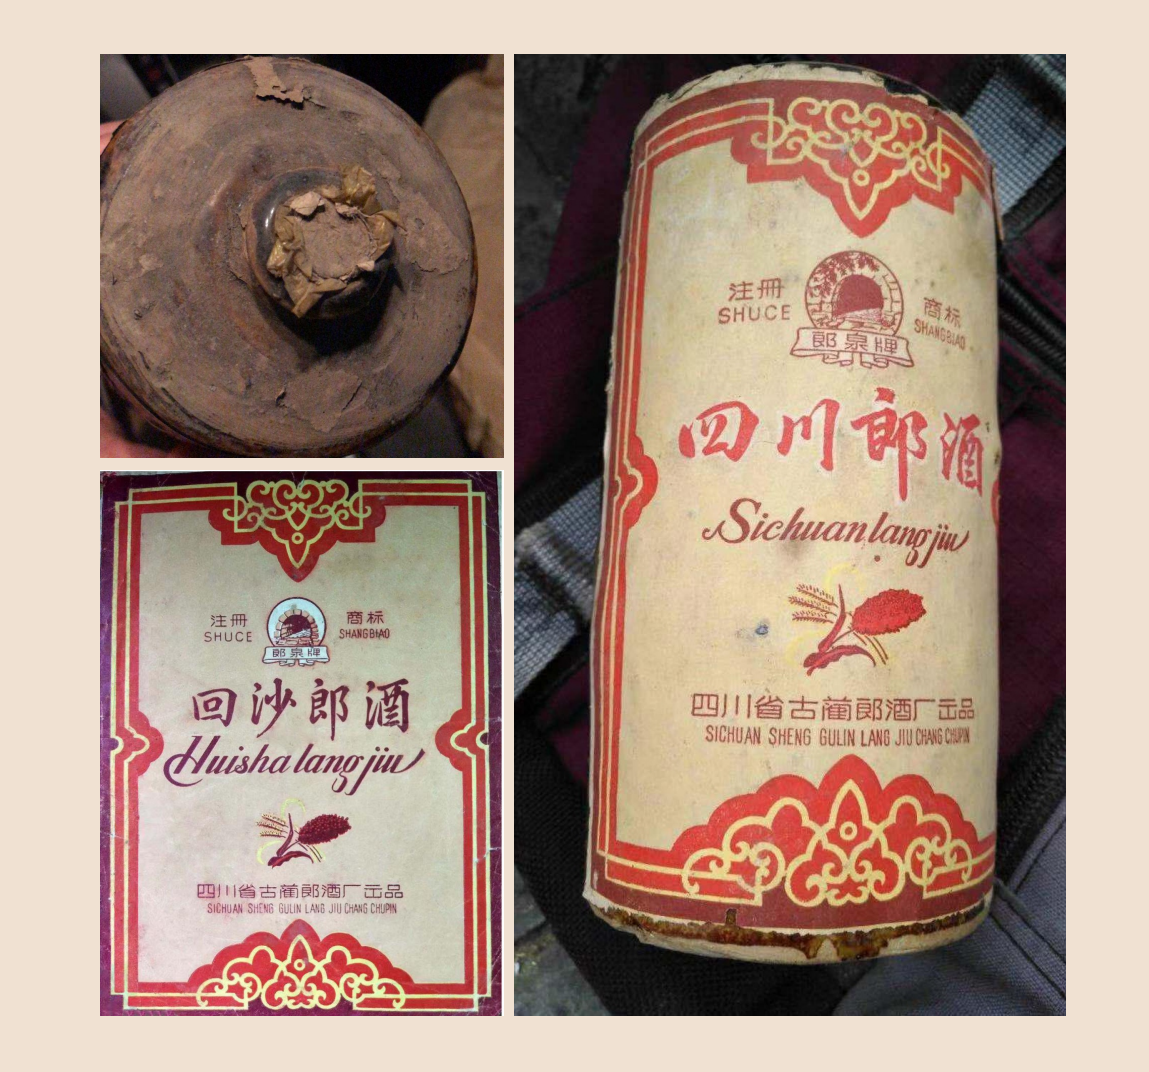 注冊
SHUCE
商标
SHANGBIAO
郎泉牌
回沙郎酒
Huisha lang jiu
四川省古蔺郎酒厂出品
SICHUAN SHENG GULIN LANG JIU CHANG CHUPIN
注冊
SHUCE
商标
SHANGBIAO
郎泉牌
四川郎酒
Sichuan lang jiu
四川省古蔺郎酒厂出品
SICHUAN SHENG GULIN LANG JIU CHANG CHUPIN